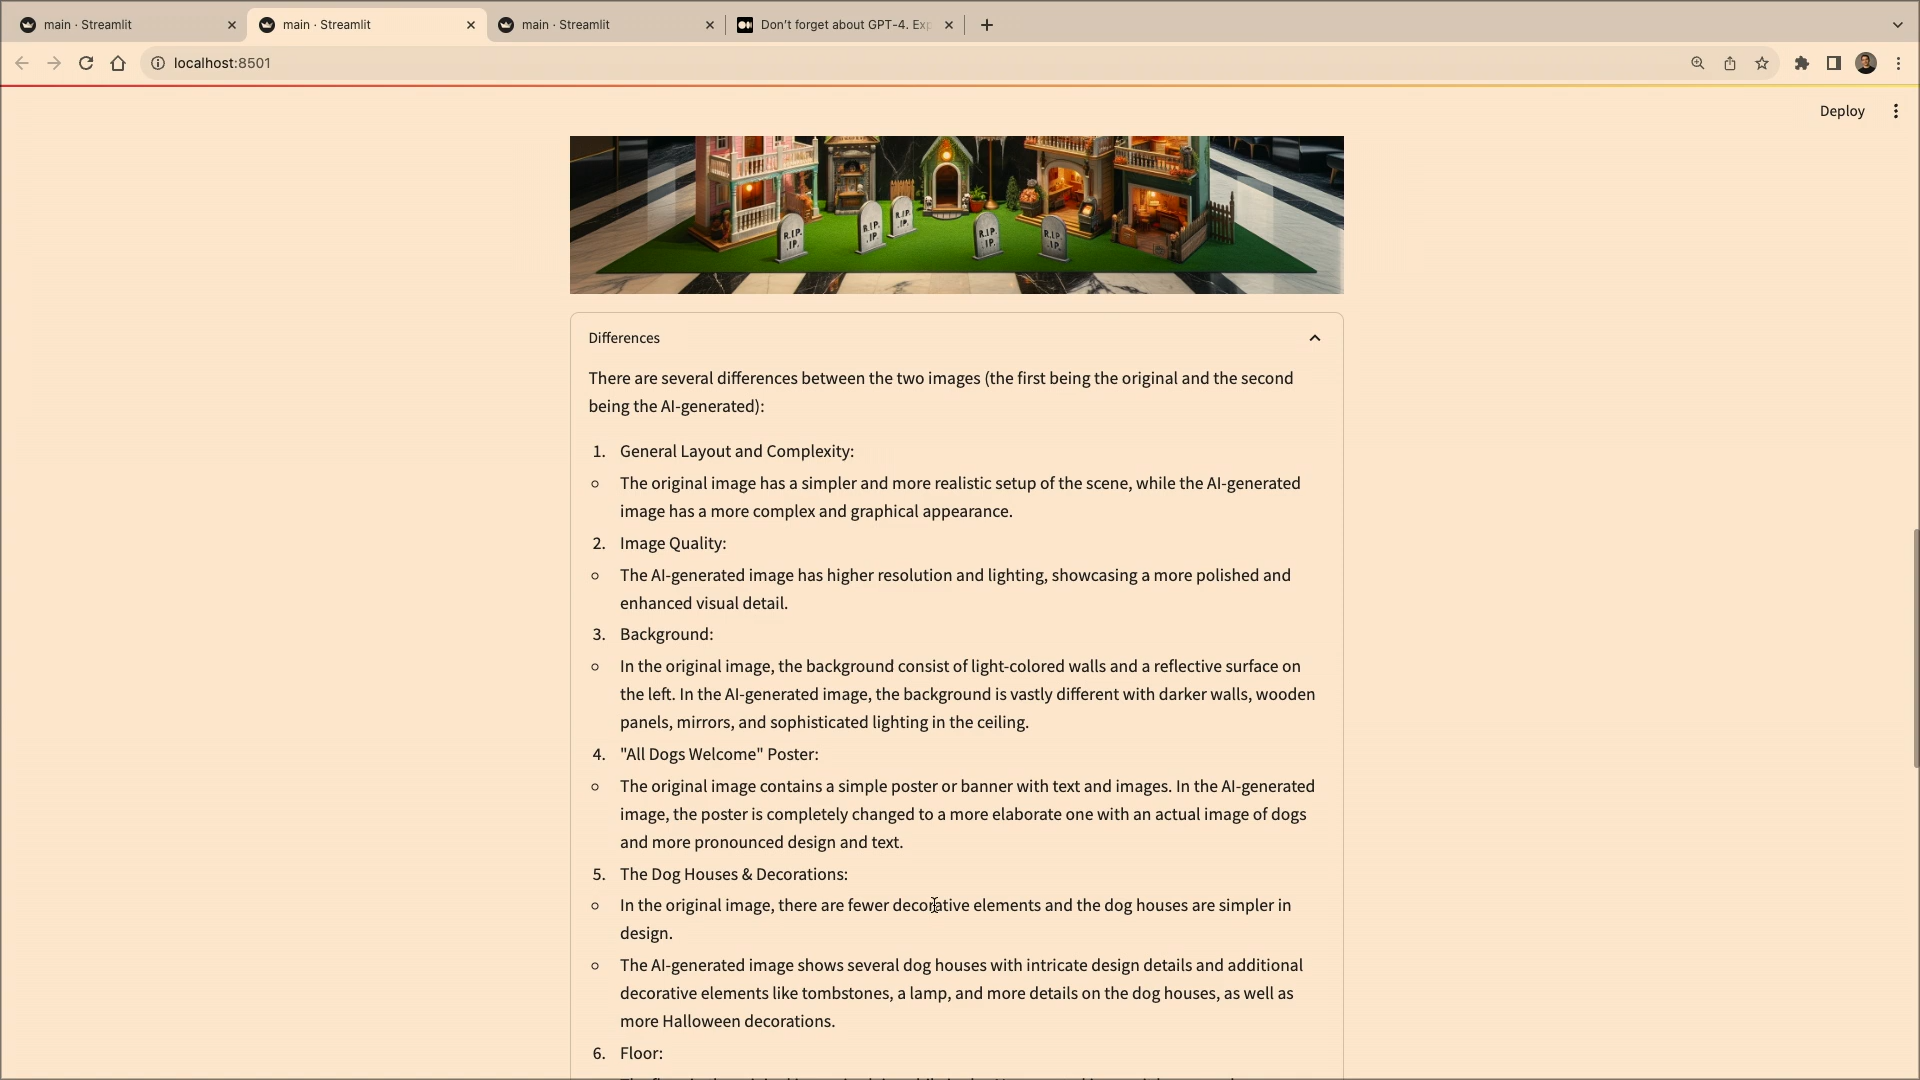 main · Streamlit
main · Streamlit
main · Streamlit
Don't forget about GPT-4. Exp
localhost:8501
Deploy
R.I.P. .IP.
R.I.P. .IP.
R.I.P. .IP
R.I.P. .IP.
R.I.P. .IP.
Differences
There are several differences between the two images (the first being the original and the second
being the AI-generated):
1. General Layout and Complexity:
The original image has a simpler and more realistic setup of the scene, while the AI-generated
image has a more complex and graphical appearance.
2. Image Quality:
The AI-generated image has higher resolution and lighting, showcasing a more polished and
enhanced visual detail.
3. Background:
In the original image, the background consist of light-colored walls and a reflective surface on
the left. In the AI-generated image, the background is vastly different with darker walls, wooden
panels, mirrors, and sophisticated lighting in the ceiling.
4. "All Dogs Welcome" Poster:
The original image contains a simple poster or banner with text and images. In the AI-generated
image, the poster is completely changed to a more elaborate one with an actual image of dogs
and more pronounced design and text.
5. The Dog Houses & Decorations:
In the original image, there are fewer decorative elements and the dog houses are simpler in
design.
The AI-generated image shows several dog houses with intricate design details and additional
decorative elements like tombstones, a lamp, and more details on the dog houses, as well as
more Halloween decorations.
6. Floor: